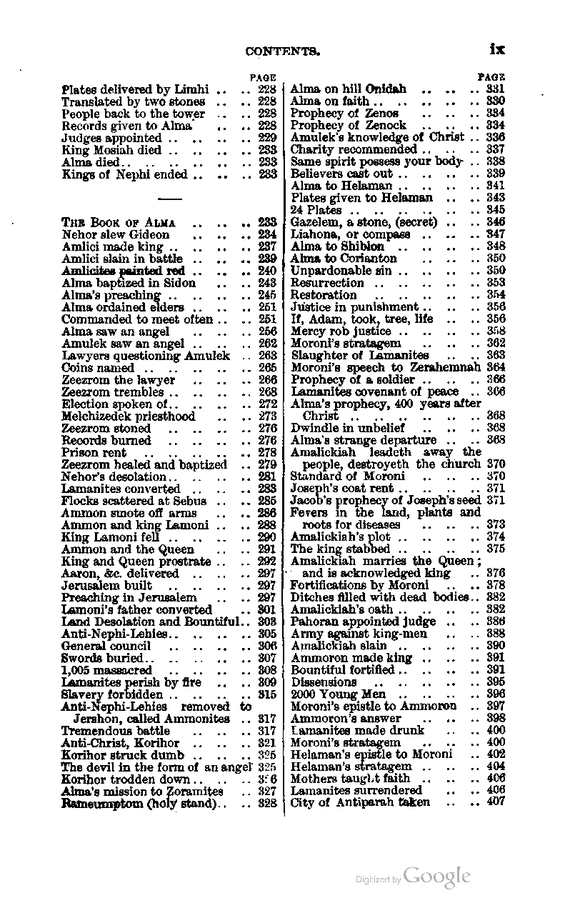 CONTENTS. ix
PAGE
Plates delivered by Limhi .. .. 228
Translated by two stones .. .. 228
People back to the tower .. .. 228
Records given to Alma .. .. 228
Judges appointed .. .. .. .. 229
King Mosiah died .. .. .. .. 233
Alma died.. .. .. .. .. .. 233
Kings of Nephi ended .. .. .. 233
THE BOOK OF ALMA .. .. .. 233
Nehor slew Gideon .. .. .. 234
Amlici made king .. .. .. .. 237
Amlici slain in battle .. .. .. 239
Amlicites painted red .. .. .. 240
Alma baptized in Sidon .. .. 243
Alma's preaching .. .. .. .. 245
Alma ordained elders .. .. .. 251
Commanded to meet often .. .. 251
Alma saw an angel .. .. .. 256
Amulek saw an angel .. .. .. 262
Lawyers questioning Amulek .. 263
Coins named .. .. .. .. .. 265
Zeezrom the lawyer .. .. .. 266
Zeezrom trembles .. .. .. .. 268
Election spoken of.. .. .. .. 272
Melchizedek priesthood .. .. 273
Zeezrom stoned .. .. .. .. 276
Records burned .. .. .. .. 276
Prison rent .. .. .. .. .. 278
Zeezrom healed and baptized .. 279
Nehor's desolation.. .. .. .. 281
Lamanites converted .. .. .. 283
Flocks scattered at Sebus .. .. 285
Ammon smote off arms .. .. 286
Ammon and king Lamoni .. .. 288
King Lamoni fell .. .. .. .. 290
Ammon and the Queen .. .. 291
King and Queen prostrate .. .. 292
Aaron, &c. delivered .. .. .. 297
Jerusalem built .. .. .. .. 297
Preaching in Jerusalem .. .. 297
Lamoni's father converted .. 301
Land Desolation and Bountiful.. 303
Anti-Nephi-Lehies.. .. .. .. 305
General council .. .. .. .. 306
Swords buried.. .. .. .. .. 307
1,005 massacred .. .. .. .. 308
Lamanites perish by fire .. .. 309
Slavery forbidden .. .. .. .. 315
Anti-Nephi-Lehies removed to
Jershon, called Ammonites .. 317
Tremendous battle .. .. .. 317
Anti-Christ, Korihor .. .. .. 321
Korihor struck dumb .. .. .. 325
The devil in the form of an angel 325
Korihor trodden down.. .. .. 326
Alma's mission to Zoramites .. 327
Rameumptom (holy stand).. .. 328
PAGE
Alma on hill Onidah .. .. .. 331
Alma on faith .. .. .. .. .. 330
Prophecy of Zenos .. .. .. 334
Prophecy of Zenock .. .. .. 334
Amulek's knowledge of Christ .. 336
Charity recommended .. .. .. 337
Same spirit possess your body .. 338
Believers cast out .. .. .. .. 339
Alma to Helaman .. .. .. .. 341
Plates given to Helaman .. .. 343
24 Plates .. .. .. .. .. .. 345
Gazelem, a stone, (secret) .. .. 346
Liahona, or compass .. .. .. 347
Alma to Shiblon .. .. .. .. 348
Alma to Corianton .. .. .. 350
Unpardonable sin .. .. .. .. 350
Resurrection .. .. .. .. .. 353
Restoration .. .. .. .. .. 354
Justice in punishment .. .. .. 356
If, Adam, took, tree, life .. .. 356
Mercy rob justice .. .. .. .. 358
Moroni's stratagem .. .. .. 362
Slaughter of Lamanites .. .. 363
Moroni's speech to Zerahemnah 364
Prophecy of a soldier .. .. .. 366
Lamanites covenant of peace .. 366
Alma's prophecy, 400 years after
Christ .. .. .. .. .. .. 368
Dwindle in unbelief .. .. .. 368
Alma's strange departure .. .. 368
Amalickiah leadeth away the
people, destroyeth the church 370
Standard of Moroni .. .. .. 370
Joseph's coat rent .. .. .. .. 371
Jacob's prophecy of Joseph's seed 371
Fevers in the land, plants and
roots for diseases .. .. .. 373
Amalickiah's plot .. .. .. .. 374
The king stabbed .. .. .. .. 375
Amalickiah marries the Queen;
and is acknowledged king .. 376
Fortifications by Moroni .. .. 378
Ditches filled with dead bodies.. 382
Amalickiah's oath .. .. .. .. 382
Pahoran appointed judge .. .. 386
Army against king-men .. .. 388
Amalickiah slain .. .. .. .. 390
Ammoron made king .. .. .. 391
Bountiful fortified .. .. .. .. 391
Dissensions .. .. .. .. .. 395
2000 Young Men .. .. .. .. 396
Moroni's epistle to Ammoron .. 397
Ammoron's answer .. .. .. 398
Lamanites made drunk .. .. 400
Moroni's stratagem .. .. .. 400
Helaman's epistle to Moroni .. 402
Helaman's stratagem .. .. .. 404
Mothers taught faith .. .. .. 406
Lamanites surrendered .. .. 406
City of Antiparah taken .. .. 407
Digitized by Google